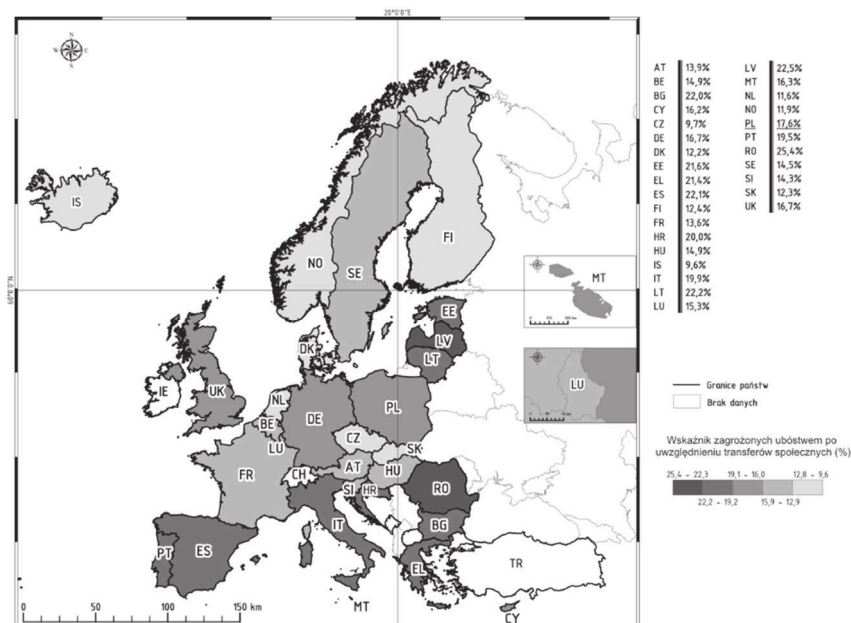 20°0'0"E
N
W E
S
60°0'0"N
IS
NO
SE
FI
EE
LV
LT
DK
IE
UK
NL
BE
LU
DE
PL
CZ
SK
FR
CH
AT
HU
SI
HR
RO
IT
BG
PT
ES
EL
TR
MT
CY
0 50 100 150 km
AT 13,9%
BE 14,9%
BG 22,0%
CY 16,2%
CZ 9,7%
DE 16,7%
DK 12,2%
EE 21,6%
EL 21,4%
ES 22,1%
FI 12,4%
FR 13,6%
HR 20,0%
HU 14,9%
IS 9,6%
IT 19,9%
LT 22,2%
LU 15,3%
LV 22,5%
MT 16,3%
NL 11,6%
NO 11,9%
PL 17,6%
PT 19,5%
RO 25,4%
SE 14,5%
SI 14,3%
SK 12,3%
UK 16,7%
MT
LU
Granice państw
Brak danych
Wskaźnik zagrożonych ubóstwem po
uwzględnieniu transferów społecznych (%)
25,4 – 22,3 19,1 – 16,0 12,8 – 9,6
22,2 – 19,2 15,9 – 12,9